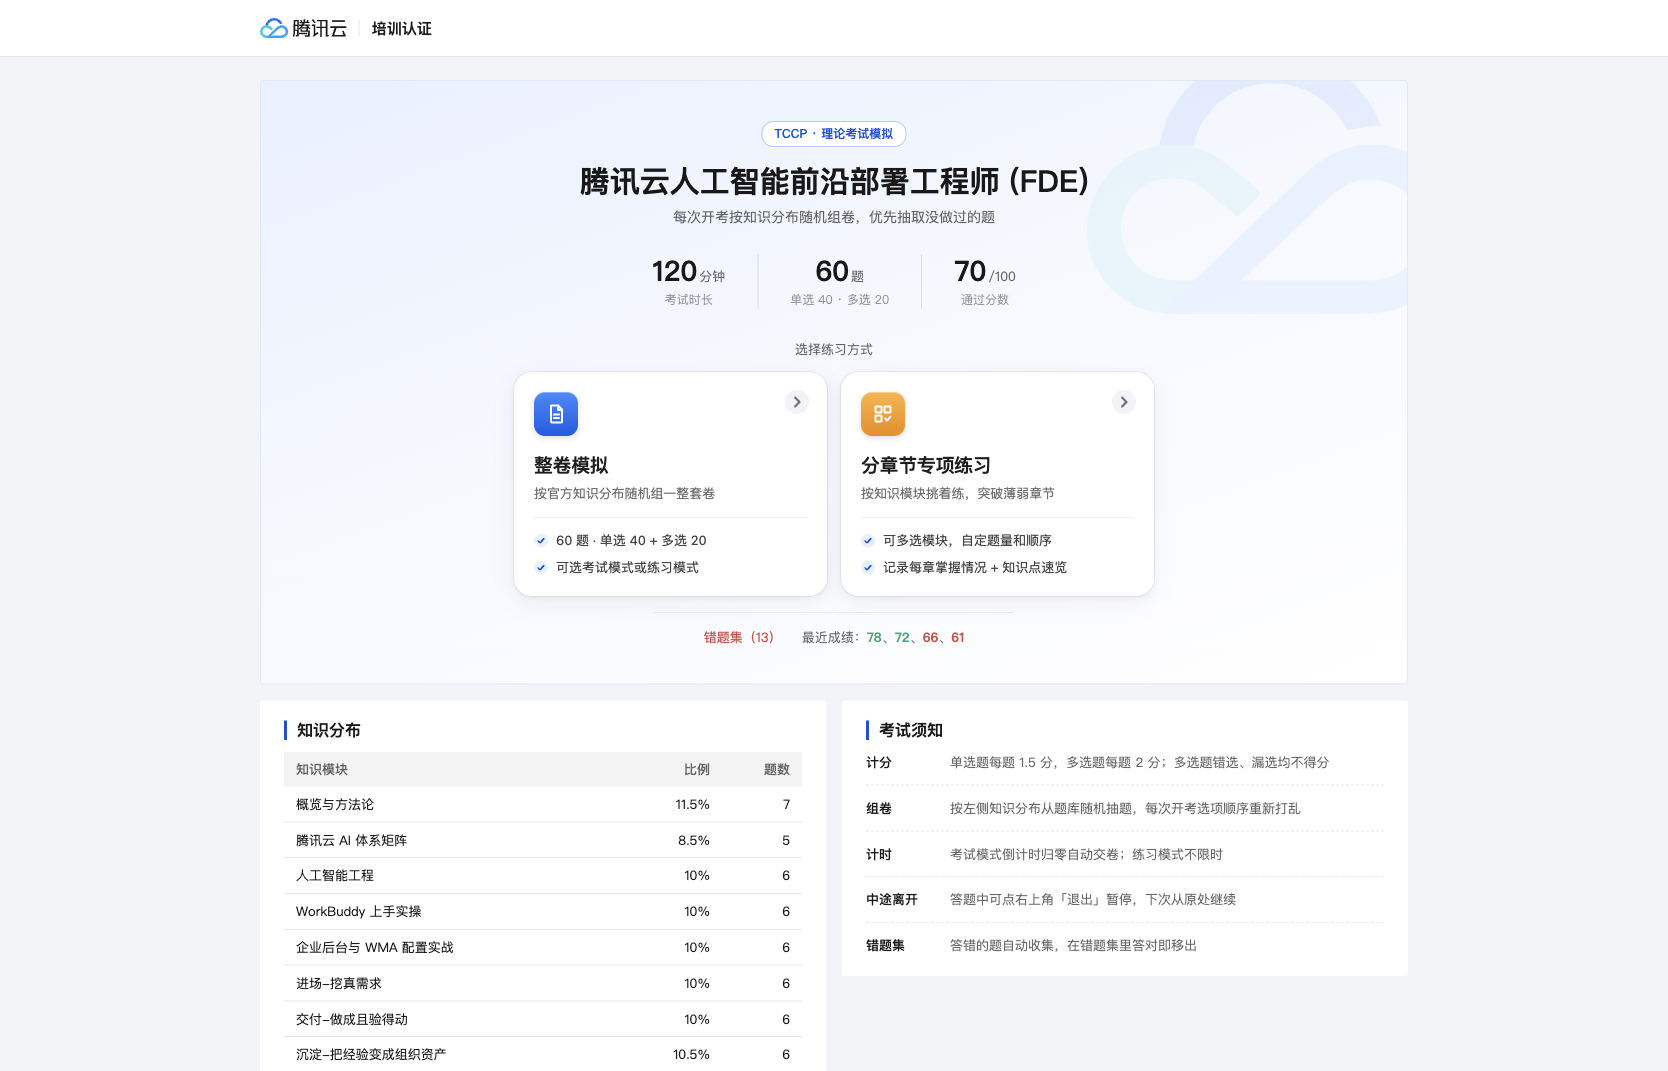 腾讯云 培训认证
TCCP · 理论考试模拟
腾讯云人工智能前沿部署工程师 (FDE)
每次开考按知识分布随机组卷，优先抽取没做过的题
120 分钟
考试时长
60 题
单选 40 · 多选 20
70 /100
通过分数
选择练习方式
整卷模拟
按官方知识分布随机组一整套卷
60 题 · 单选 40 + 多选 20
可选考试模式或练习模式
分章节专项练习
按知识模块挑着练，突破薄弱章节
可多选模块，自定题量和顺序
记录每章掌握情况 + 知识点速览
错题集（13） 最近成绩：78、72、66、61
知识分布
知识模块 比例 题数
概览与方法论 11.5% 7
腾讯云 AI 体系矩阵 8.5% 5
人工智能工程 10% 6
WorkBuddy 上手实操 10% 6
企业后台与 WMA 配置实战 10% 6
进场–挖真需求 10% 6
交付–做成且验得动 10% 6
沉淀–把经验变成组织资产 10.5% 6
考试须知
计分 单选题每题 1.5 分，多选题每题 2 分；多选题错选、漏选均不得分
组卷 按左侧知识分布从题库随机抽题，每次开考选项顺序重新打乱
计时 考试模式倒计时归零自动交卷；练习模式不限时
中途离开 答题中可点右上角「退出」暂停，下次从原处继续
错题集 答错的题自动收集，在错题集里答对即移出